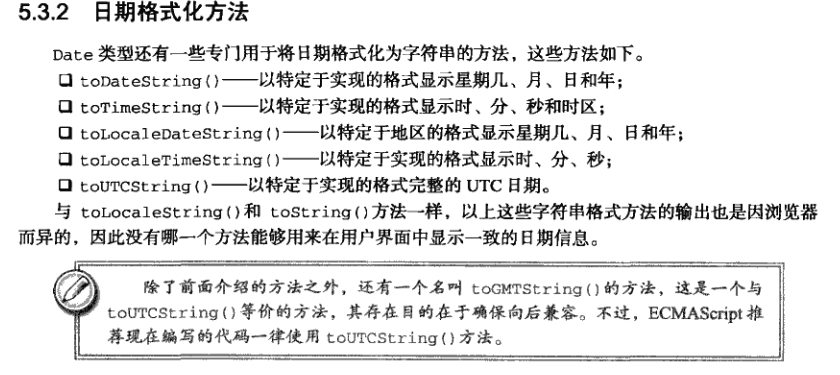 5.3.2 日期格式化方法
Date 类型还有一些专门用于将日期格式化为字符串的方法，这些方法如下。
❑ toDateString()——以特定于实现的格式显示星期几、月、日和年；
❑ toTimeString()——以特定于实现的格式显示时、分、秒和时区；
❑ toLocaleDateString()——以特定于地区的格式显示星期几、月、日和年；
❑ toLocaleTimeString()——以特定于实现的格式显示时、分、秒；
❑ toUTCString()——以特定于实现的格式完整的 UTC 日期。
与 toLocaleString()和 toString()方法一样，以上这些字符串格式方法的输出也是因浏览器
而异的，因此没有哪一个方法能够用来在用户界面中显示一致的日期信息。
除了前面介绍的方法之外，还有一个名叫 toGMTString()的方法，这是一个与
toUTCString()等价的方法，其存在目的在于确保向后兼容。不过，ECMAScript 推
荐现在编写的代码一律使用 toUTCString()方法。